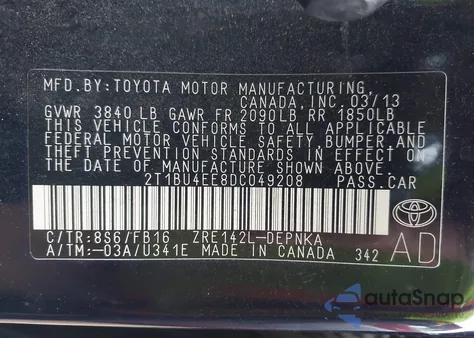 MFD.BY:TOYOTA MOTOR MANUFACTURING,
CANADA, INC. 03/13
GVWR 3840 LB GAWR FR 2090LB RR 1850LB
THIS VEHICLE CONFORMS TO ALL APPLICABLE
FEDERAL MOTOR VEHICLE SAFETY, BUMPER, AND
THEFT PREVENTION STANDARDS IN EFFECT ON
THE DATE OF MANUFACTURE SHOWN ABOVE.
2T1BU4EE8DC049208 PASS.CAR
C/TR:8S6/FB16 ZRE142L-DEPNKA
A/TM:-03A/U341E MADE IN CANADA 342
AD
TOYOTA
autoSnap